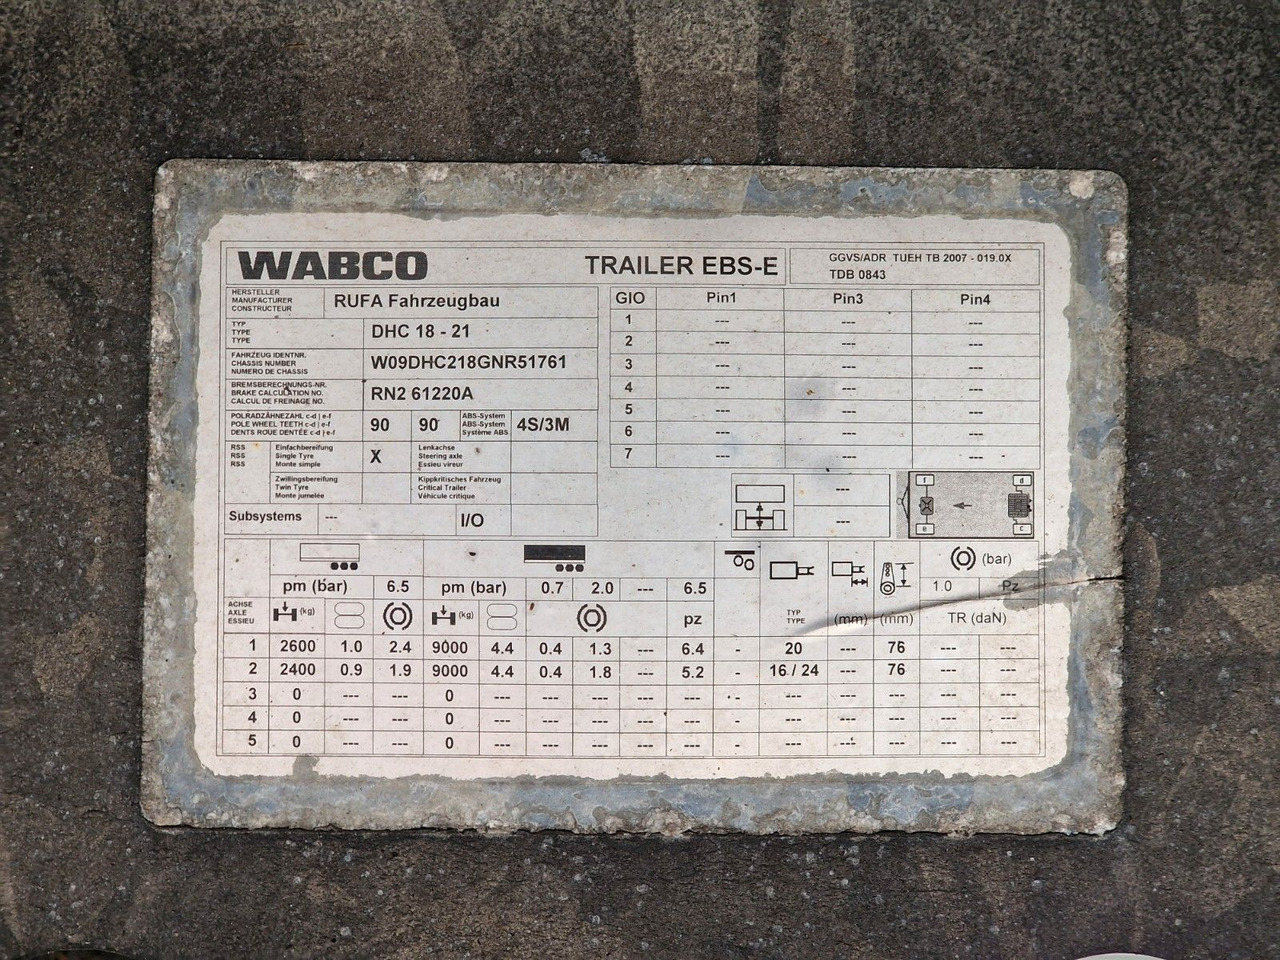 WABCO TRAILER EBS-E GGVS/ADR TUEH TB 2007 - 019.0X
TDB 0843
HERSTELLER
MANUFACTURER
CONSTRUCTEUR
RUFA Fahrzeugbau
TYP
TYPE
TYPE
DHC 18 - 21
FAHRZEUG IDENTNR.
CHASSIS NUMBER
NUMERO DE CHASSIS
W09DHC218GNR51761
BREMSBERECHNUNGS-NR.
BRAKE CALCULATION NO.
CALCUL DE FREINAGE NO.
RN2 61220A
POLRADZÄHNEZAHL c-d | e-f
POLE WHEEL TEETH c-d | e-f
DENTS ROUE DENTÉE c-d | e-f
90 90
ABS-System
ABS-System
Système ABS
4S/3M
RSS
RSS
RSS
Einfachbereifung
Single Tyre
Monte simple
X
Lenkachse
Steering axle
Essieu vireur
Zwillingsbereifung
Twin Tyre
Monte jumelée
Kippkritisches Fahrzeug
Critical Trailer
Véhicule critique
Subsystems --- I/O
GIO Pin1 Pin3 Pin4
1 --- --- ---
2 --- --- ---
3 --- --- ---
4 --- --- ---
5 --- --- ---
6 --- --- ---
7 --- --- ---
---
---
f d
e c
(bar)
pm (bar) 6.5 pm (bar) 0.7 2.0 --- 6.5 1.0 Pz
ACHSE
AXLE
ESSIEU
(kg) (kg) pz
TYP
TYPE
(mm) (mm) TR (daN)
1 2600 1.0 2.4 9000 4.4 0.4 1.3 --- 6.4 - 20 --- 76 --- ---
2 2400 0.9 1.9 9000 4.4 0.4 1.8 --- 5.2 - 16 / 24 --- 76 --- ---
3 0 --- --- 0 --- --- --- --- --- - --- --- --- --- ---
4 0 --- --- 0 --- --- --- --- --- - --- --- --- --- ---
5 0 --- --- 0 --- --- --- --- --- - --- --- --- --- ---